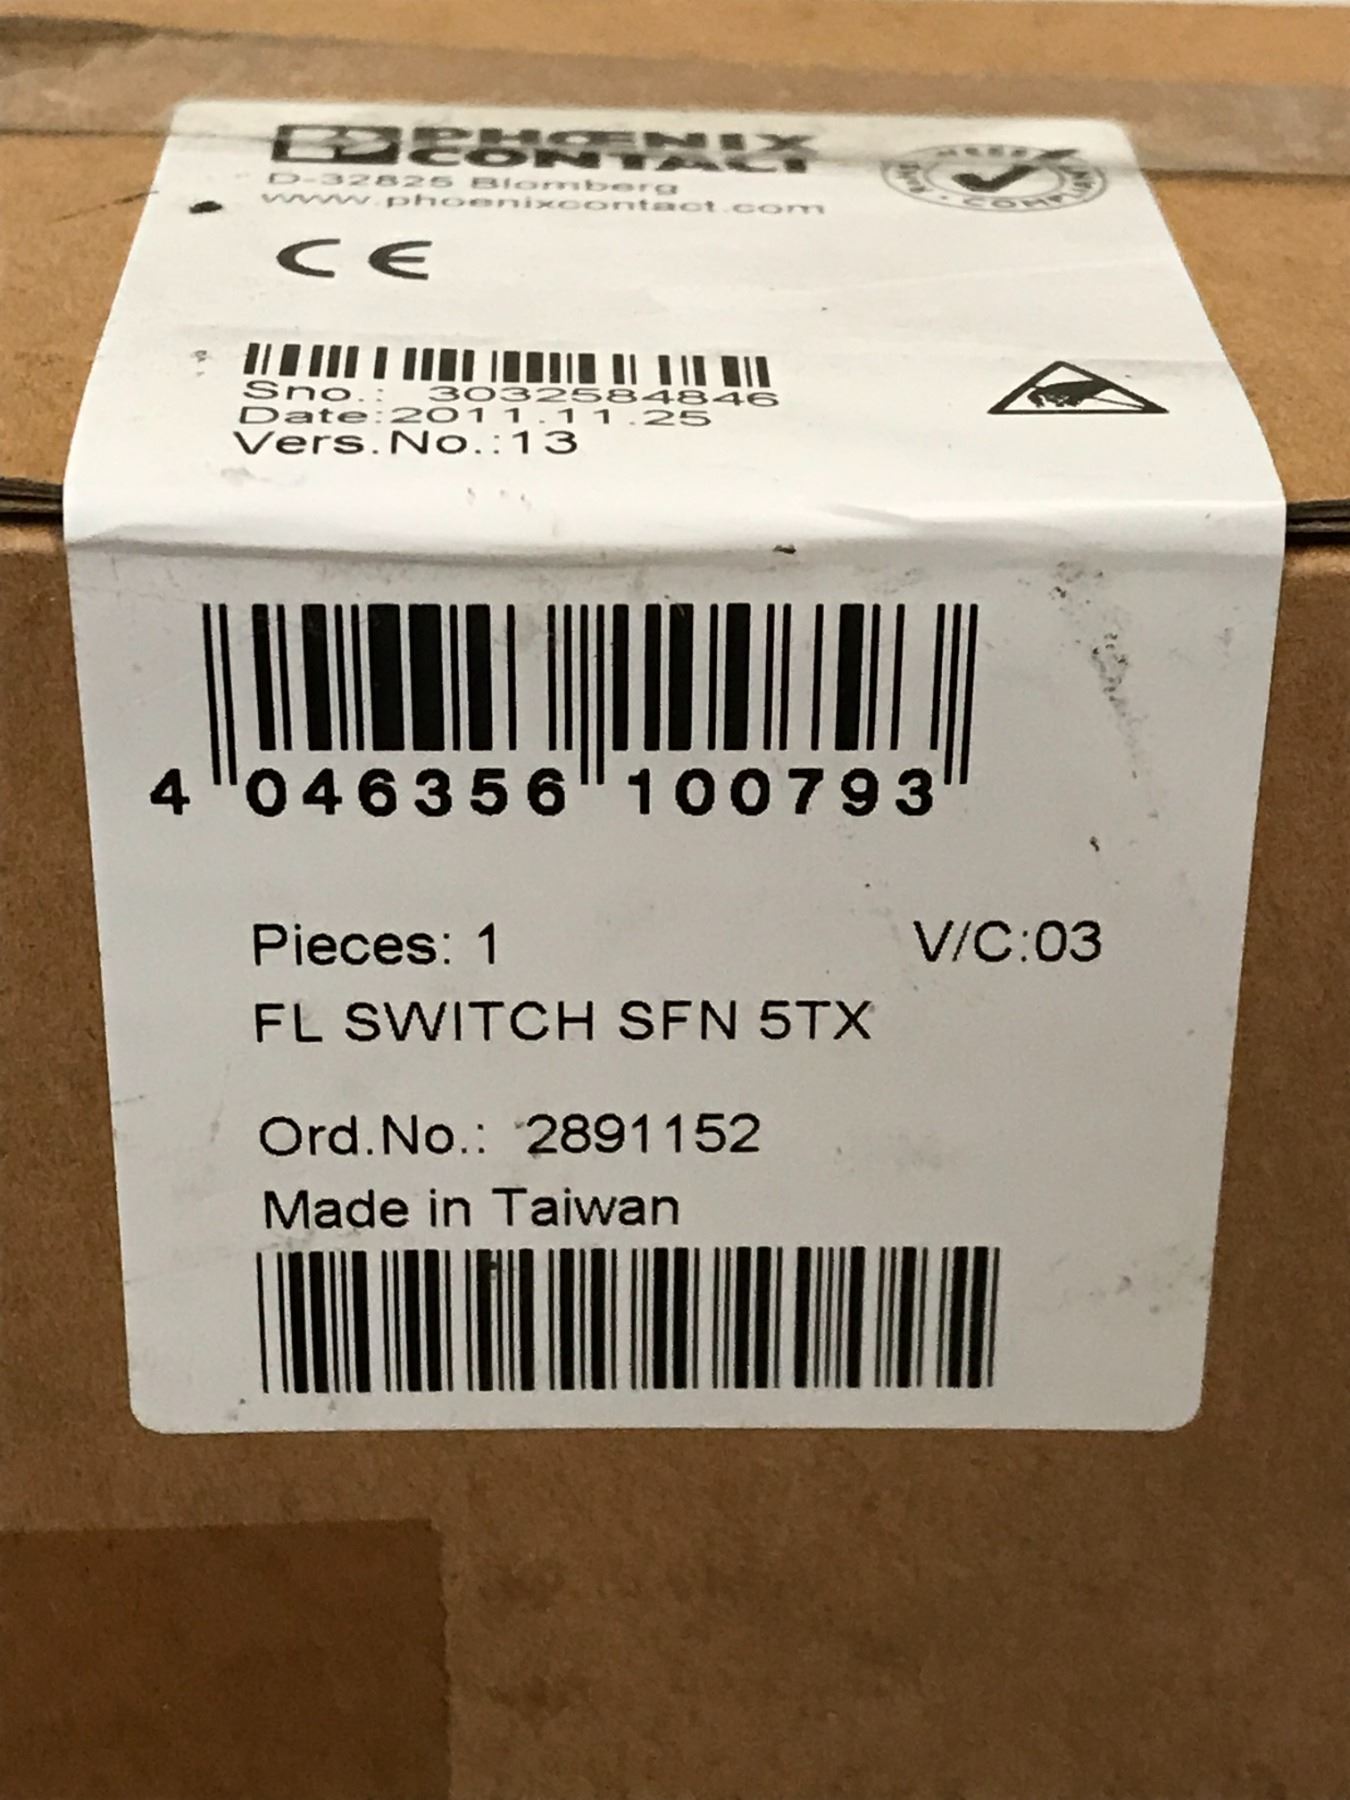 PHŒNIX
CONTACT
D-32825 Blomberg
www.phoenixcontact.com
CE
Sno.: 3032584846
Date:2011.11.25
Vers.No.:13
4 046356 100793
Pieces: 1 V/C:03
FL SWITCH SFN 5TX
Ord.No.: 2891152
Made in Taiwan